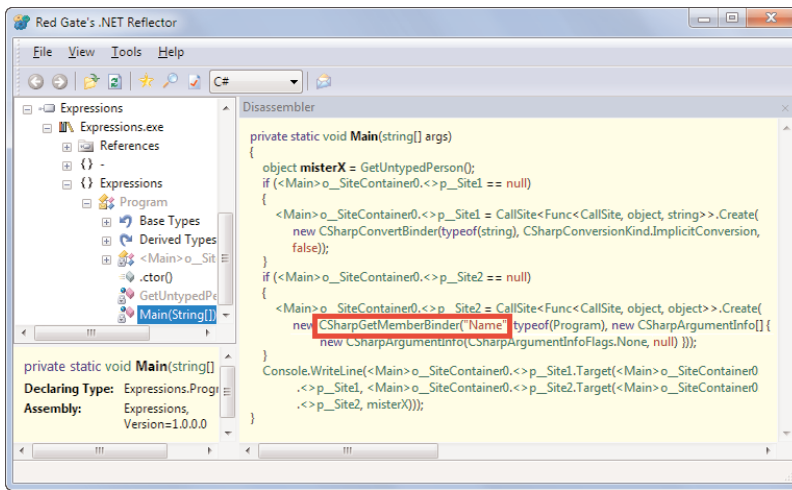 Red Gate's .NET Reflector
File View Tools Help
C#
Expressions
Expressions.exe
References
{ } -
{ } Expressions
Program
Base Types
Derived Types
<Main>o__Sit
.ctor()
GetUntypedPe
Main(String[])
private static void Main(string[]
Declaring Type: Expressions.Progr
Assembly: Expressions,
Version=1.0.0.0
Disassembler
private static void Main(string[] args)
{
object misterX = GetUntypedPerson();
if (<Main>o__SiteContainer0.<>p__Site1 == null)
{
<Main>o__SiteContainer0.<>p__Site1 = CallSite<Func<CallSite, object, string>>.Create(
new CSharpConvertBinder(typeof(string), CSharpConversionKind.ImplicitConversion,
false));
}
if (<Main>o__SiteContainer0.<>p__Site2 == null)
{
<Main>o__SiteContainer0.<>p__Site2 = CallSite<Func<CallSite, object, object>>.Create(
new CSharpGetMemberBinder("Name" typeof(Program), new CSharpArgumentInfo[] {
new CSharpArgumentInfo(CSharpArgumentInfoFlags.None, null) }));
}
Console.WriteLine(<Main>o__SiteContainer0.<>p__Site1.Target(<Main>o__SiteContainer0
.<>p__Site1, <Main>o__SiteContainer0.<>p__Site2.Target(<Main>o__SiteContainer0
.<>p__Site2, misterX)));
}